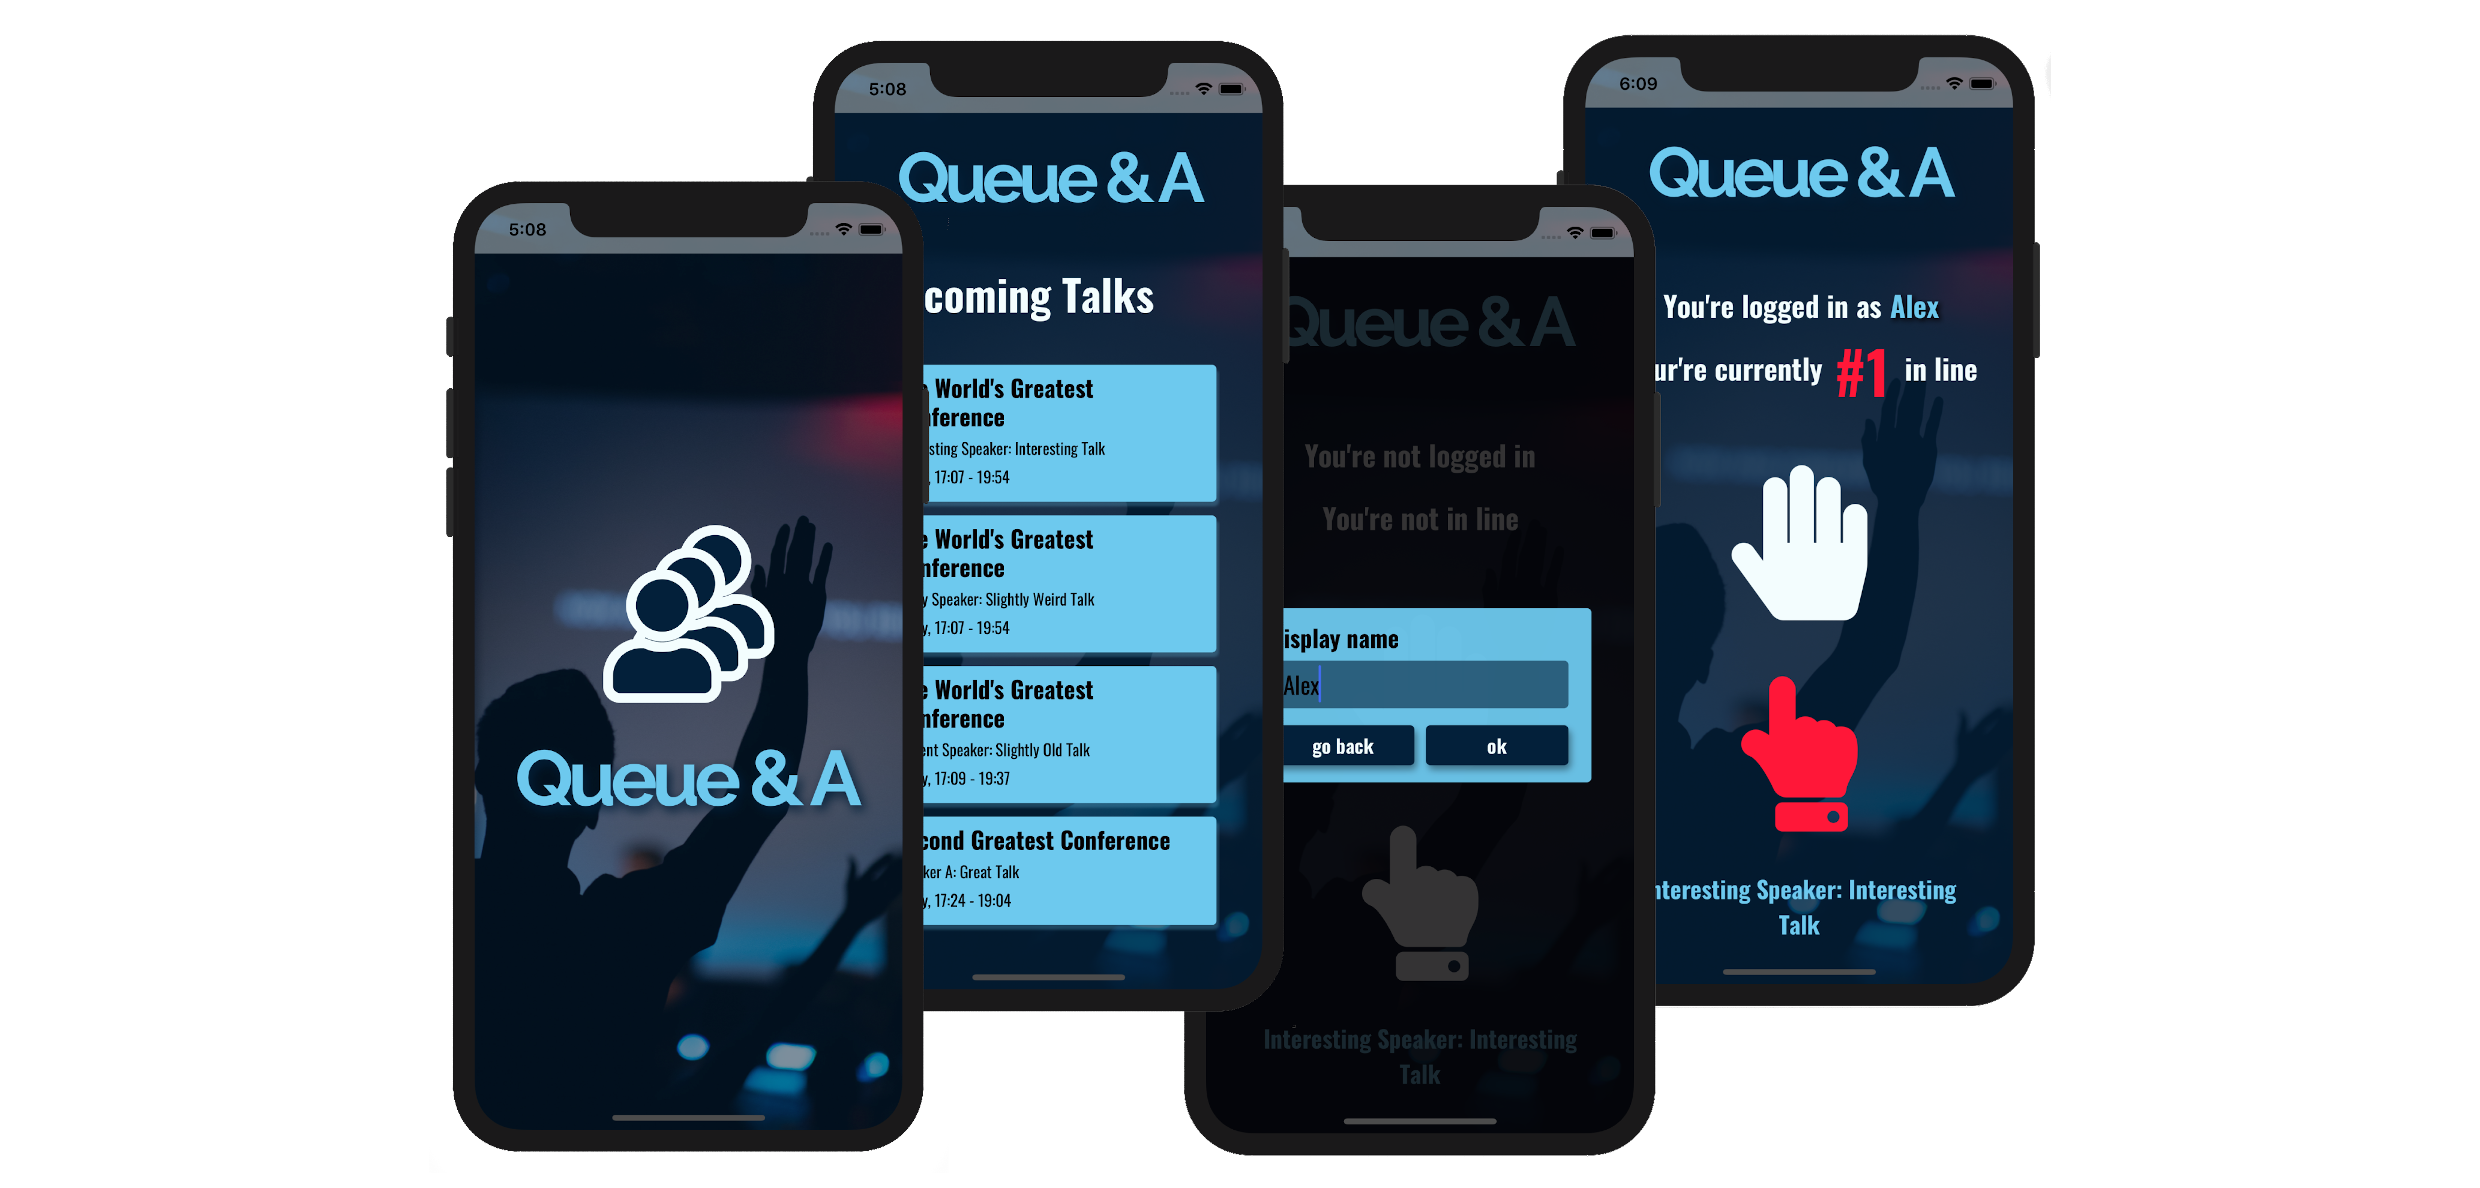 5:08
Queue & A
5:08
Queue & A
coming Talks
World's Greatest
ference
sting Speaker: Interesting Talk
, 17:07 - 19:54
World's Greatest
nference
y Speaker: Slightly Weird Talk
y, 17:07 - 19:54
World's Greatest
nference
ent Speaker: Slightly Old Talk
y, 17:09 - 19:37
cond Greatest Conference
ker A: Great Talk
y, 17:24 - 19:04
Queue & A
You're not logged in
You're not in line
isplay name
Alex
go back
ok
Interesting Speaker: Interesting
Talk
6:09
Queue & A
You're logged in as Alex
ur're currently #1 in line
nteresting Speaker: Interesting
Talk